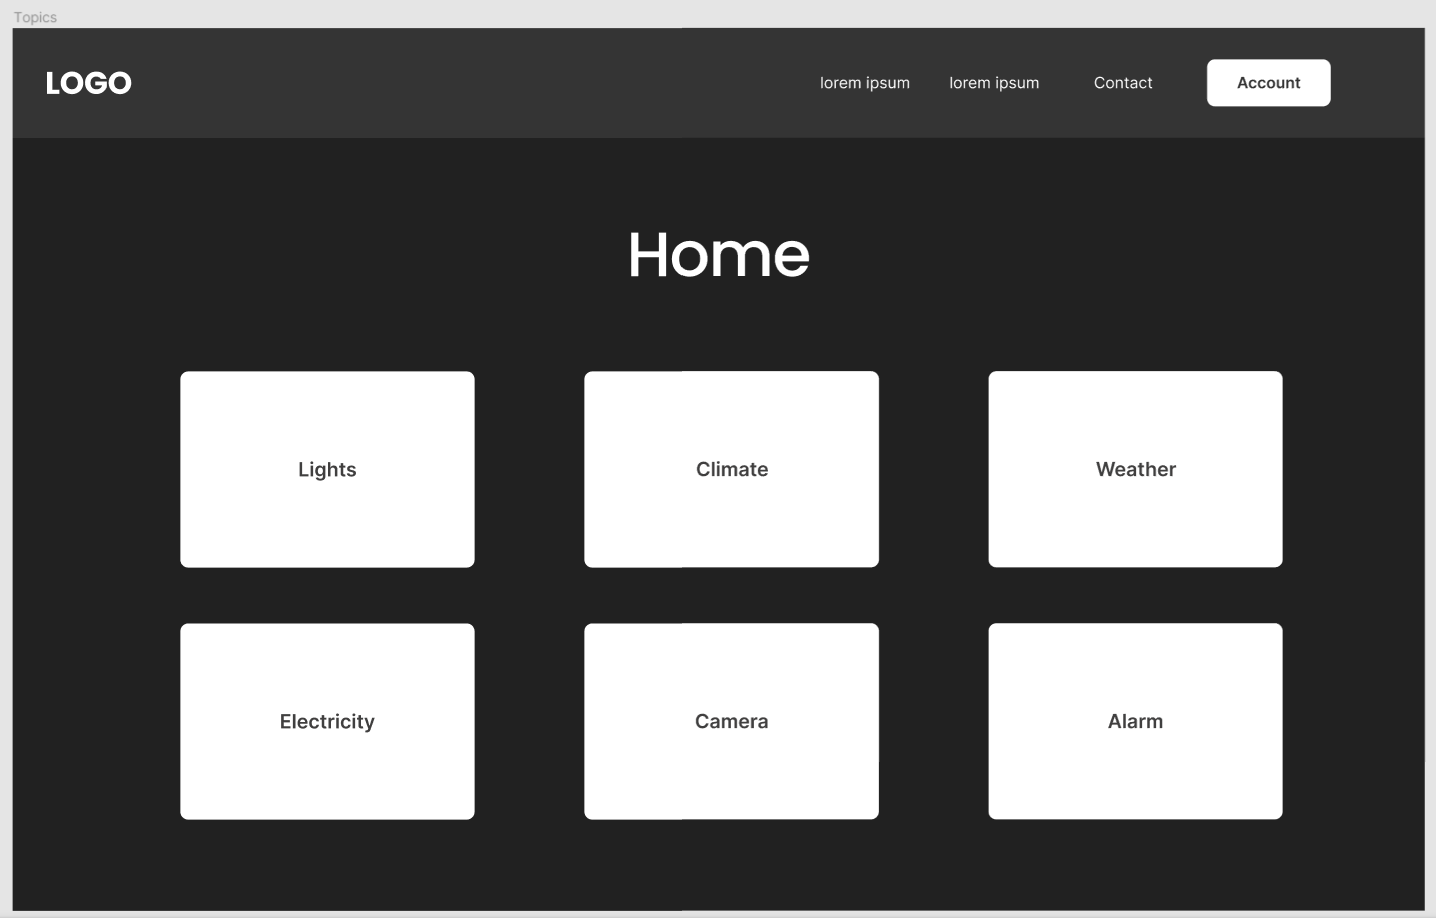 Topics
LOGO lorem ipsum lorem ipsum Contact Account
Home
Lights Climate Weather
Electricity Camera Alarm